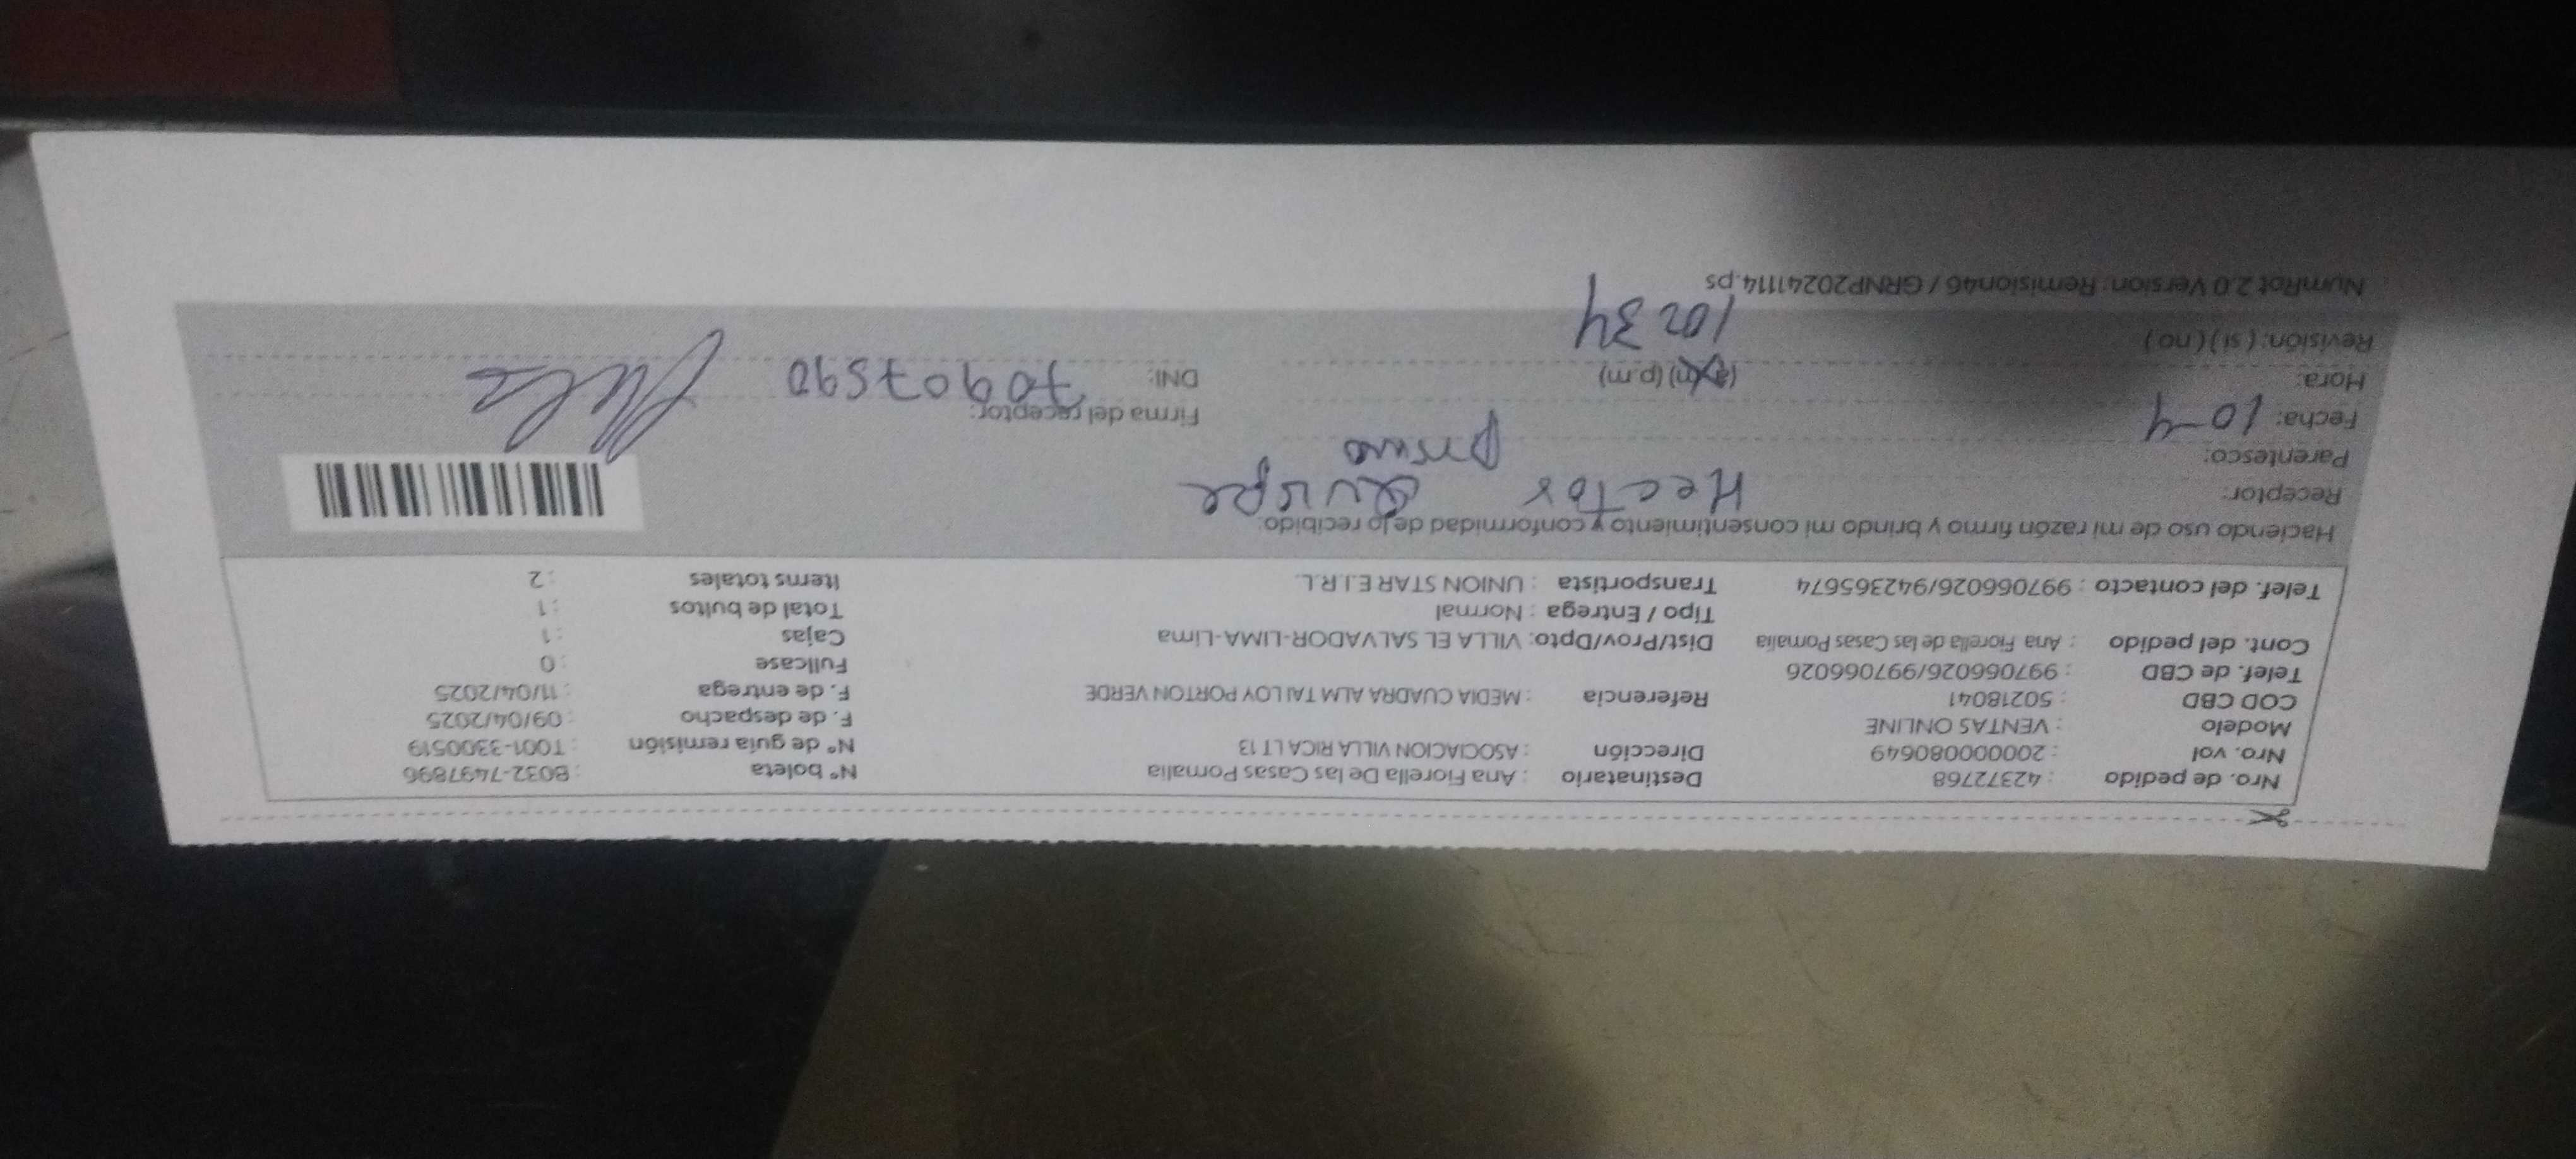 Nro. de pedido : 42372768 Destinatario : Ana Fiorella De las Casas Pomalia N° boleta : B032-7497896
Nro. vol : 20000000080649 Dirección : ASOCIACION VILLA RICA LT 13 N° de guía remisión : T001-3300519
Modelo : VENTAS ONLINE F. de despacho : 09/04/2025
COD CBD : 50218041 Referencia : MEDIA CUADRA ALM TAI LOY PORTON VERDE F. de entrega : 11/04/2025
Telef. de CBD : 997066026/997066026 Fullcase : 0
Cont. del pedido : Ana Fiorella de las Casas Pomalia Dist/Prov/Dpto: VILLA EL SALVADOR-LIMA-Lima Cajas : 1
Tipo / Entrega : Normal Total de bultos : 1
Telef. del contacto : 997066026/942365674 Transportista : UNION STAR E.I.R.L. Items totales : 2
Haciendo uso de mi razón firmo y brindo mi consentimiento y conformidad de lo recibido:
Receptor: Hector Quispe
Parentesco: primo
Fecha: 10-4 Firma del receptor:
Hora: (a.m) (p.m) DNI: 70907590
Revisión: ( si ) ( no ) 10:34
NumRot 2.0 Version: Remision46 / GRNP20241114.ps